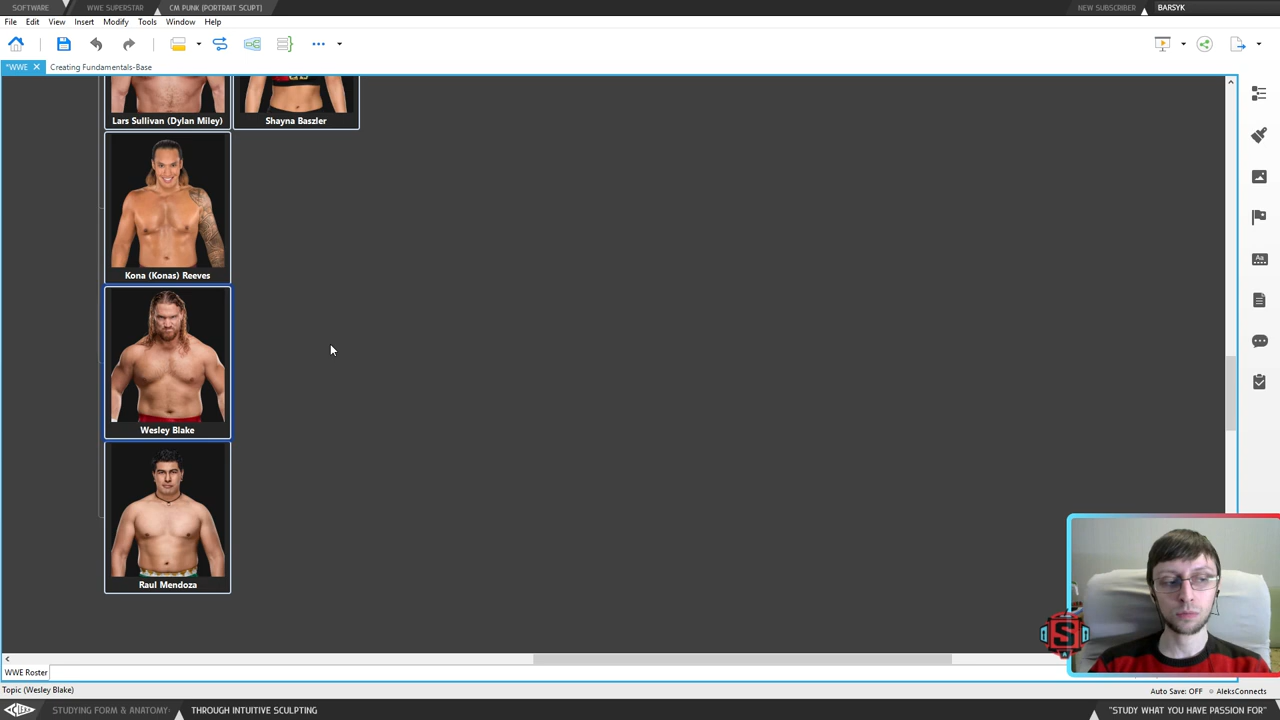 SOFTWARE WWE SUPERSTAR CM PUNK (PORTRAIT SCUPT) NEW SUBSCRIBER BARSYK
File Edit View Insert Modify Tools Window Help
*WWE Creating Fundamentals-Base
Lars Sullivan (Dylan Miley) Shayna Baszler
Kona (Konas) Reeves
Wesley Blake
Raul Mendoza
WWE Roster
Topic (Wesley Blake) Auto Save: OFF AleksConnects
STUDYING FORM & ANATOMY THROUGH INTUITIVE SCULPTING "STUDY WHAT YOU HAVE PASSION FOR"